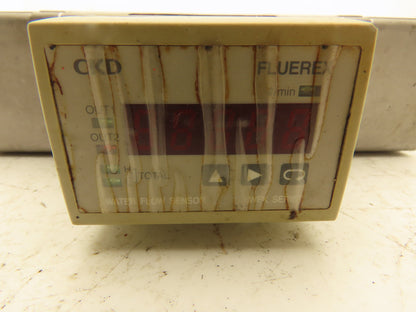 CKD FLUEREX
/min
OUT1
OUT2
H
TOTAL
WATER FLOW SENSOR